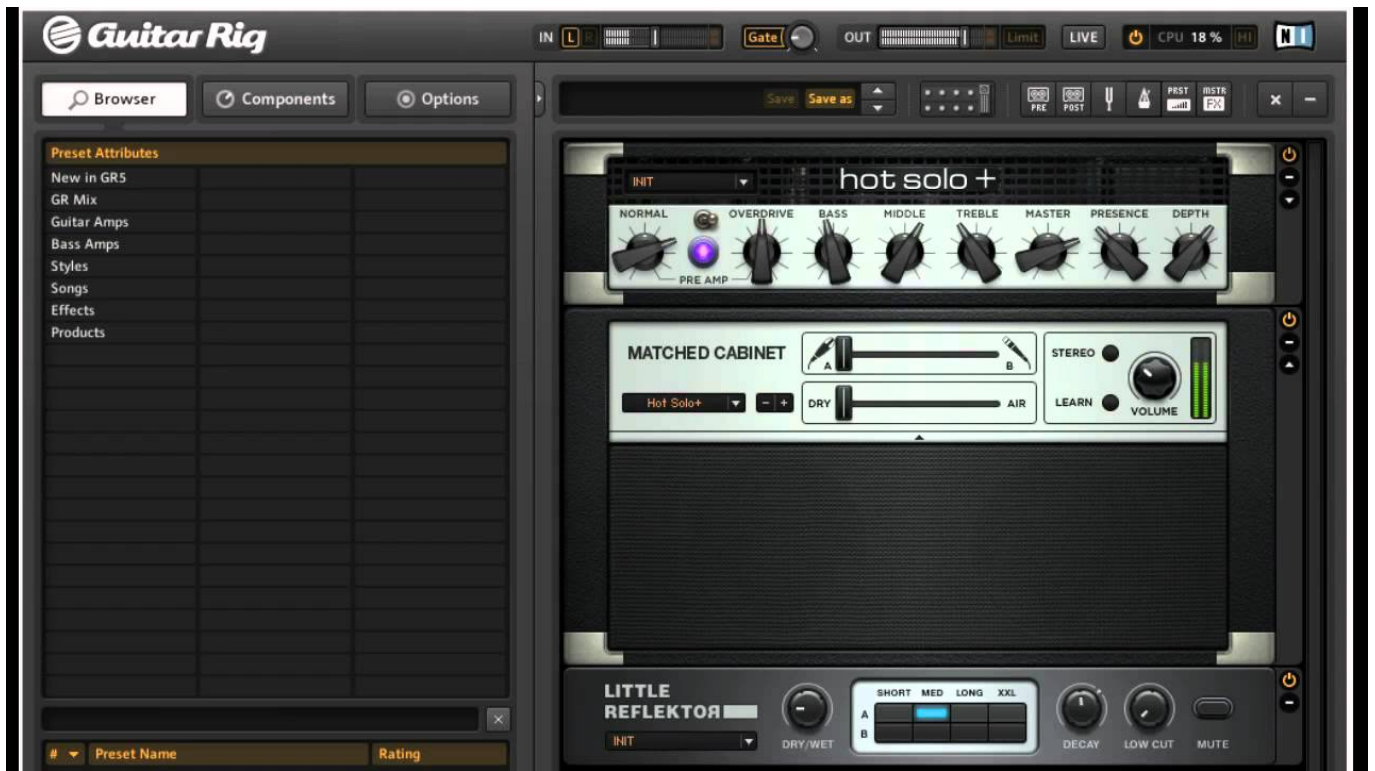 Guitar Rig
IN L R Gate OUT Limit LIVE CPU 18 % HI N I
Browser Components Options
Save Save as PRE POST PRST MSTR FX × –
Preset Attributes
New in GR5
GR Mix
Guitar Amps
Bass Amps
Styles
Songs
Effects
Products
# Preset Name Rating
INIT hot solo +
NORMAL OVERDRIVE BASS MIDDLE TREBLE MASTER PRESENCE DEPTH
PRE AMP
MATCHED CABINET A B STEREO
Hot Solo+ – + DRY AIR LEARN VOLUME
LITTLE SHORT MED LONG XXL
REFLEKTOR A
B
INIT DRY/WET DECAY LOW CUT MUTE